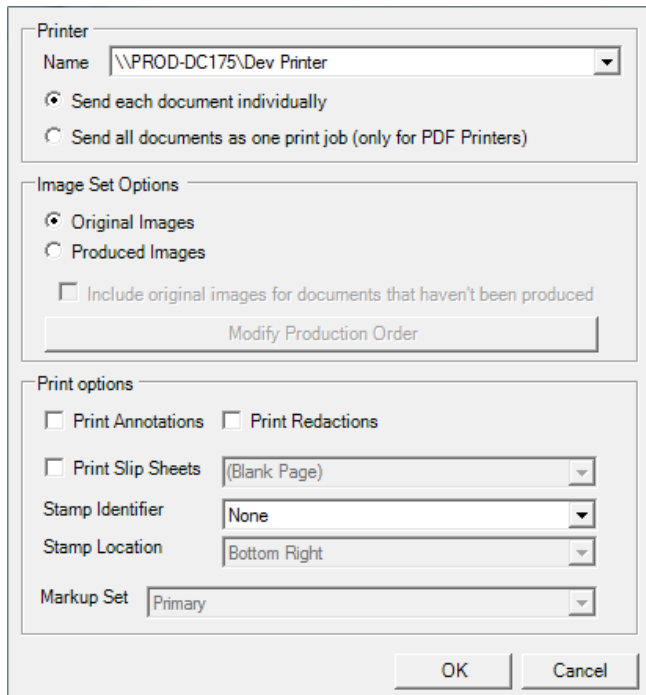 Printer
Name \\PROD-DC175\Dev Printer
Send each document individually
Send all documents as one print job (only for PDF Printers)
Image Set Options
Original Images
Produced Images
Include original images for documents that haven't been produced
Modify Production Order
Print options
Print Annotations Print Redactions
Print Slip Sheets (Blank Page)
Stamp Identifier None
Stamp Location Bottom Right
Markup Set Primary
OK Cancel